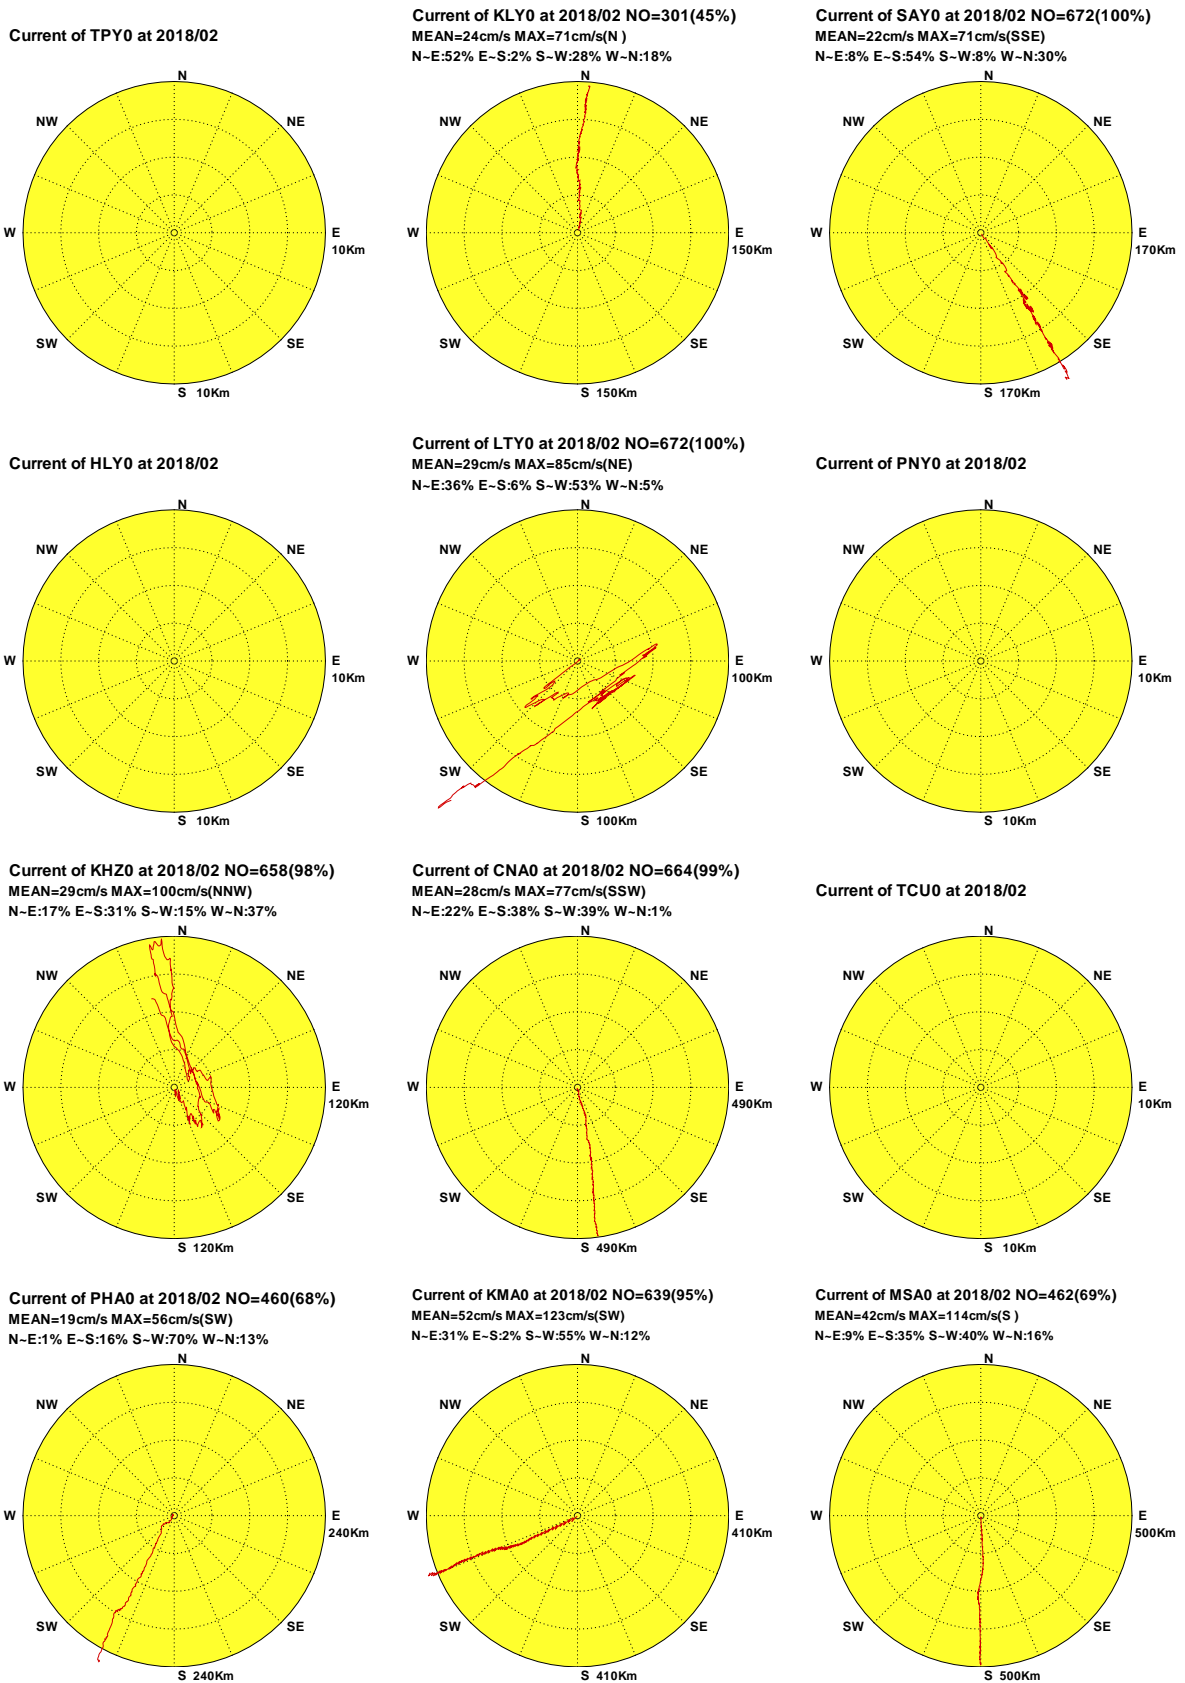 Current of TPY0 at 2018/02
N
NW
NE
W
E
10Km
SW
SE
S 10Km
Current of KLY0 at 2018/02 NO=301(45%)
MEAN=24cm/s MAX=71cm/s(N )
N~E:52% E~S:2% S~W:28% W~N:18%
N
NW
NE
W
E
150Km
SW
SE
S 150Km
Current of SAY0 at 2018/02 NO=672(100%)
MEAN=22cm/s MAX=71cm/s(SSE)
N~E:8% E~S:54% S~W:8% W~N:30%
N
NW
NE
W
E
170Km
SW
SE
S 170Km
Current of HLY0 at 2018/02
N
NW
NE
W
E
10Km
SW
SE
S 10Km
Current of LTY0 at 2018/02 NO=672(100%)
MEAN=29cm/s MAX=85cm/s(NE)
N~E:36% E~S:6% S~W:53% W~N:5%
N
NW
NE
W
E
100Km
SW
SE
S 100Km
Current of PNY0 at 2018/02
N
NW
NE
W
E
10Km
SW
SE
S 10Km
Current of KHZ0 at 2018/02 NO=658(98%)
MEAN=29cm/s MAX=100cm/s(NNW)
N~E:17% E~S:31% S~W:15% W~N:37%
N
NW
NE
W
E
120Km
SW
SE
S 120Km
Current of CNA0 at 2018/02 NO=664(99%)
MEAN=28cm/s MAX=77cm/s(SSW)
N~E:22% E~S:38% S~W:39% W~N:1%
N
NW
NE
W
E
490Km
SW
SE
S 490Km
Current of TCU0 at 2018/02
N
NW
NE
W
E
10Km
SW
SE
S 10Km
Current of PHA0 at 2018/02 NO=460(68%)
MEAN=19cm/s MAX=56cm/s(SW)
N~E:1% E~S:16% S~W:70% W~N:13%
N
NW
NE
W
E
240Km
SW
SE
S 240Km
Current of KMA0 at 2018/02 NO=639(95%)
MEAN=52cm/s MAX=123cm/s(SW)
N~E:31% E~S:2% S~W:55% W~N:12%
N
NW
NE
W
E
410Km
SW
SE
S 410Km
Current of MSA0 at 2018/02 NO=462(69%)
MEAN=42cm/s MAX=114cm/s(S )
N~E:9% E~S:35% S~W:40% W~N:16%
N
NW
NE
W
E
500Km
SW
SE
S 500Km